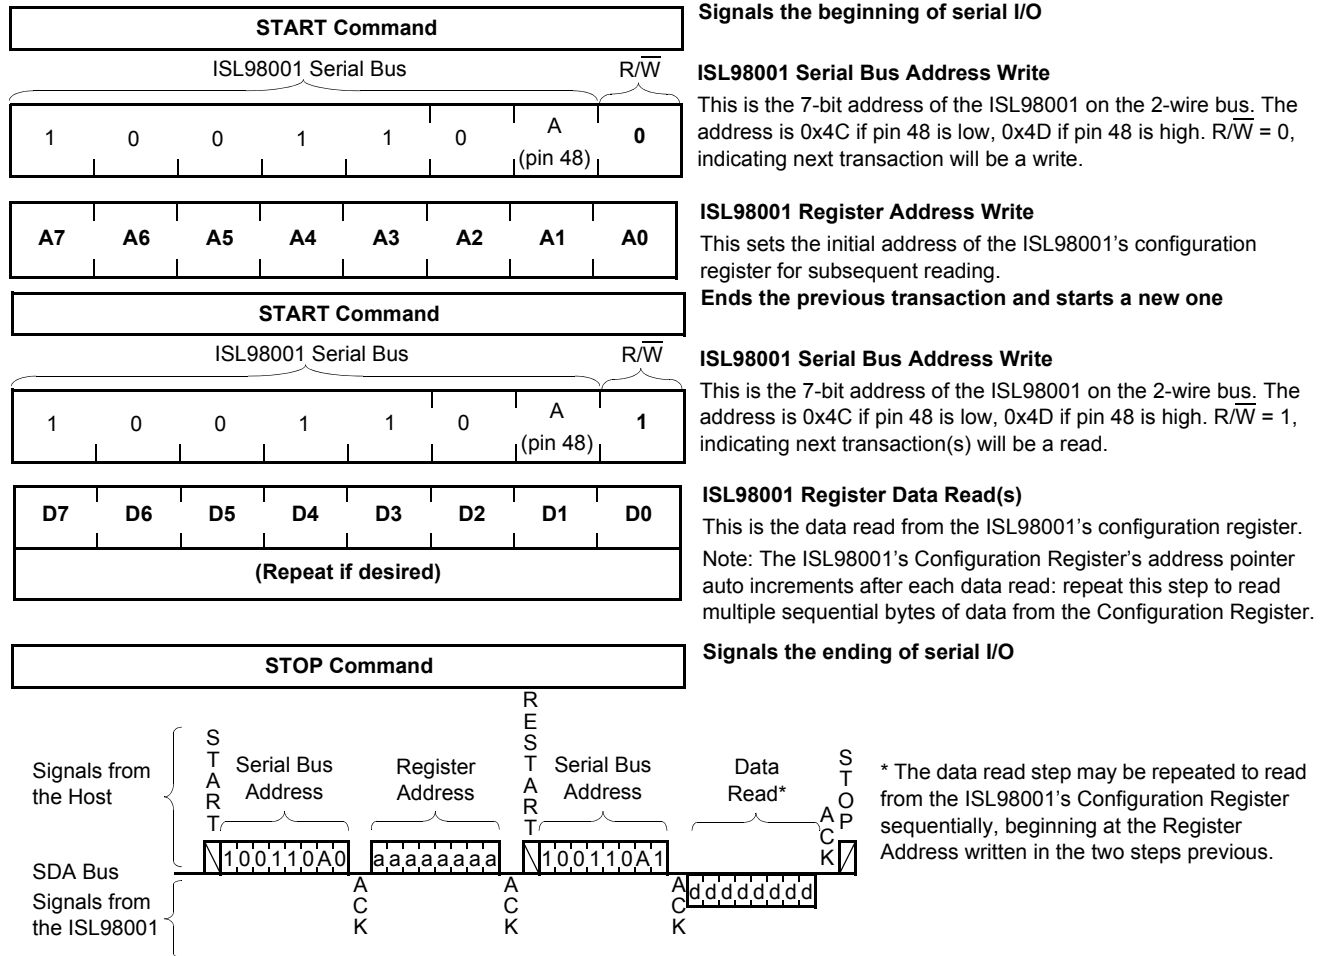 START Command
Signals the beginning of serial I/O
ISL98001 Serial Bus
R/W
ISL98001 Serial Bus Address Write
This is the 7-bit address of the ISL98001 on the 2-wire bus. The
address is 0x4C if pin 48 is low, 0x4D if pin 48 is high. R/W = 0,
indicating next transaction will be a write.
1 0 0 1 1 0 A (pin 48) 0
ISL98001 Register Address Write
This sets the initial address of the ISL98001's configuration
register for subsequent reading.
A7 A6 A5 A4 A3 A2 A1 A0
START Command
Ends the previous transaction and starts a new one
ISL98001 Serial Bus
R/W
ISL98001 Serial Bus Address Write
This is the 7-bit address of the ISL98001 on the 2-wire bus. The
address is 0x4C if pin 48 is low, 0x4D if pin 48 is high. R/W = 1,
indicating next transaction(s) will be a read.
1 0 0 1 1 0 A (pin 48) 1
ISL98001 Register Data Read(s)
This is the data read from the ISL98001's configuration register.
Note: The ISL98001's Configuration Register's address pointer
auto increments after each data read: repeat this step to read
multiple sequential bytes of data from the Configuration Register.
D7 D6 D5 D4 D3 D2 D1 D0
(Repeat if desired)
STOP Command
Signals the ending of serial I/O
Signals from
the Host
START
Serial Bus
Address
Register
Address
RESTART
Serial Bus
Address
Data
Read*
ACK
STOP
* The data read step may be repeated to read
from the ISL98001's Configuration Register
sequentially, beginning at the Register
Address written in the two steps previous.
1 0 0 1 1 0 A 0
a a a a a a a a
1 0 0 1 1 0 A 1
SDA Bus
Signals from
the ISL98001
ACK
ACK
ACK
d d d d d d d d